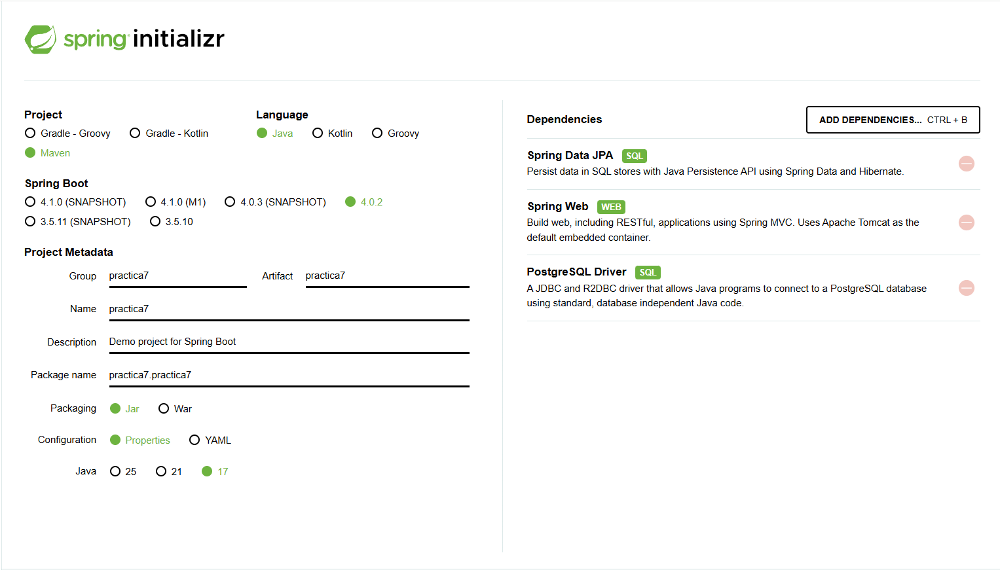 spring initializr
Project
Gradle - Groovy Gradle - Kotlin
Maven
Language
Java Kotlin Groovy
Spring Boot
4.1.0 (SNAPSHOT) 4.1.0 (M1) 4.0.3 (SNAPSHOT) 4.0.2
3.5.11 (SNAPSHOT) 3.5.10
Project Metadata
Group practica7 Artifact practica7
Name practica7
Description Demo project for Spring Boot
Package name practica7.practica7
Packaging Jar War
Configuration Properties YAML
Java 25 21 17
Dependencies ADD DEPENDENCIES... CTRL + B
Spring Data JPA SQL
Persist data in SQL stores with Java Persistence API using Spring Data and Hibernate.
Spring Web WEB
Build web, including RESTful, applications using Spring MVC. Uses Apache Tomcat as the
default embedded container.
PostgreSQL Driver SQL
A JDBC and R2DBC driver that allows Java programs to connect to a PostgreSQL database
using standard, database independent Java code.